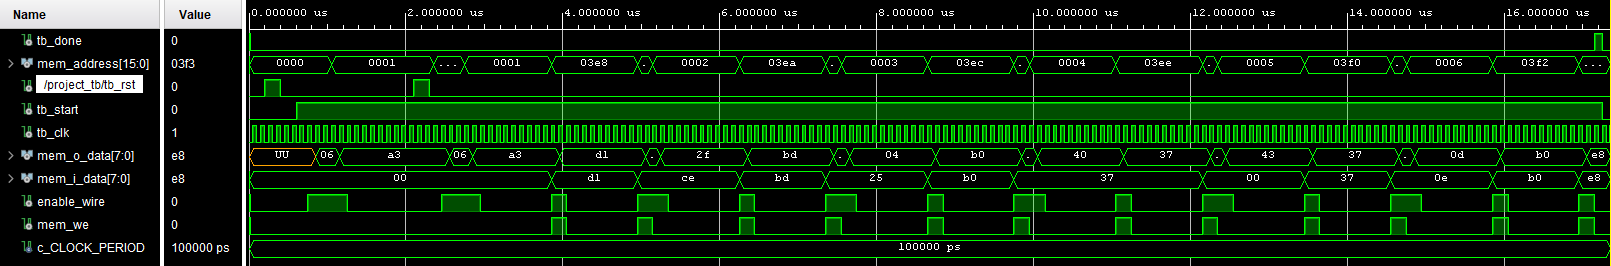 Name Value 0.000000 us 2.000000 us 4.000000 us 6.000000 us 8.000000 us 10.000000 us 12.000000 us 14.000000 us 16.000000 us
tb_done 0
mem_address[15:0] 03f3 0000 0001 ... 0001 03e8 . 0002 03ea . 0003 03ec . 0004 03ee . 0005 03f0 . 0006 03f2 ...
/project_tb/tb_rst 0
tb_start 0
tb_clk 1
mem_o_data[7:0] e8 UU 06 a3 06 a3 d1 . 2f bd . 04 b0 . 40 37 . 43 37 . 0d b0 e8
mem_i_data[7:0] e8 00 d1 ce bd 25 b0 37 00 37 0e b0 e8
enable_wire 0
mem_we 0
c_CLOCK_PERIOD 100000 ps 100000 ps